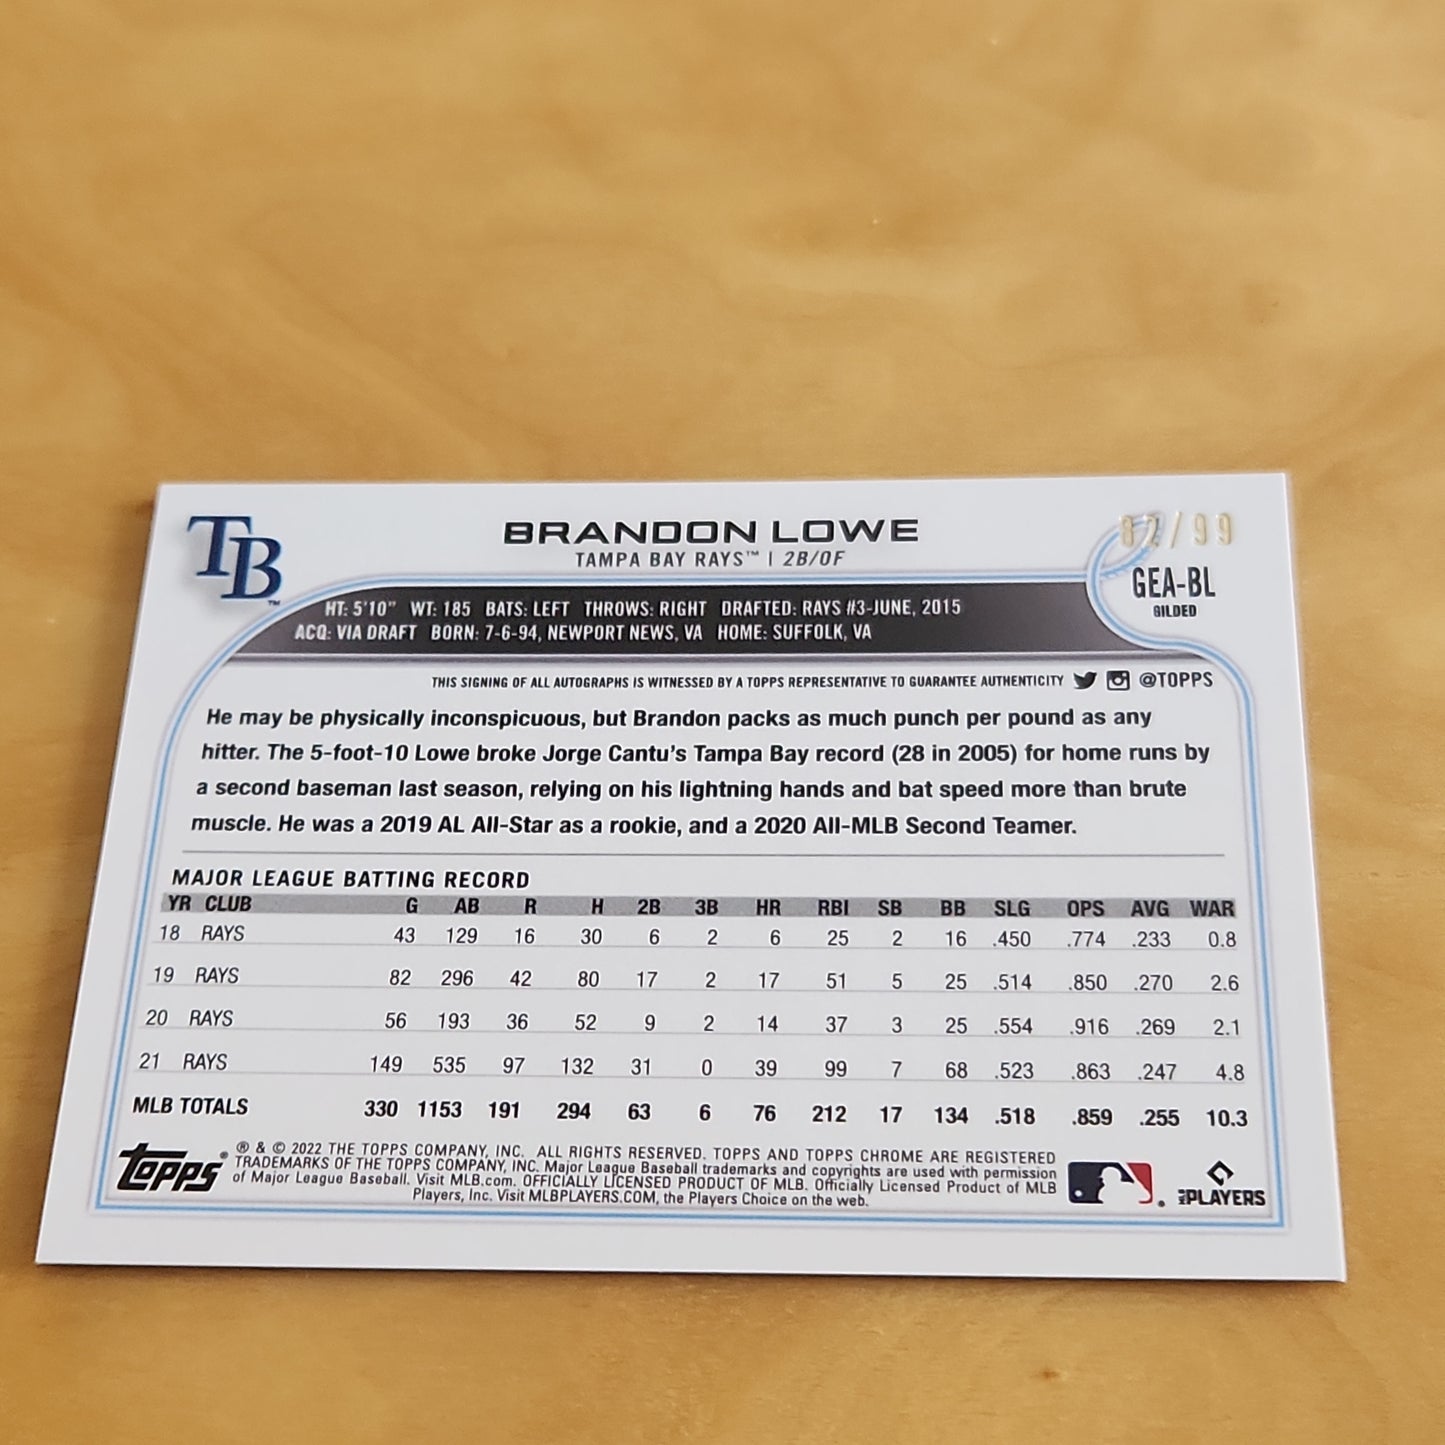 TB™
BRANDON LOWE
TAMPA BAY RAYS™ | 2B/OF
82/99
GEA-BL
GILDED
HT: 5'10" WT: 185 BATS: LEFT THROWS: RIGHT DRAFTED: RAYS #3-JUNE, 2015
ACQ: VIA DRAFT BORN: 7-6-94, NEWPORT NEWS, VA HOME: SUFFOLK, VA
THIS SIGNING OF ALL AUTOGRAPHS IS WITNESSED BY A TOPPS REPRESENTATIVE TO GUARANTEE AUTHENTICITY @TOPPS
He may be physically inconspicuous, but Brandon packs as much punch per pound as any
hitter. The 5-foot-10 Lowe broke Jorge Cantu's Tampa Bay record (28 in 2005) for home runs by
a second baseman last season, relying on his lightning hands and bat speed more than brute
muscle. He was a 2019 AL All-Star as a rookie, and a 2020 All-MLB Second Teamer.
MAJOR LEAGUE BATTING RECORD
YR CLUB G AB R H 2B 3B HR RBI SB BB SLG OPS AVG WAR
18 RAYS 43 129 16 30 6 2 6 25 2 16 .450 .774 .233 0.8
19 RAYS 82 296 42 80 17 2 17 51 5 25 .514 .850 .270 2.6
20 RAYS 56 193 36 52 9 2 14 37 3 25 .554 .916 .269 2.1
21 RAYS 149 535 97 132 31 0 39 99 7 68 .523 .863 .247 4.8
MLB TOTALS 330 1153 191 294 63 6 76 212 17 134 .518 .859 .255 10.3
topps®
® & © 2022 THE TOPPS COMPANY, INC. ALL RIGHTS RESERVED. TOPPS AND TOPPS CHROME ARE REGISTERED
TRADEMARKS OF THE TOPPS COMPANY, INC. Major League Baseball trademarks and copyrights are used with permission
of Major League Baseball. Visit MLB.com. OFFICIALLY LICENSED PRODUCT OF MLB. Officially Licensed Product of MLB
Players, Inc. Visit MLBPLAYERS.COM, the Players Choice on the web.
MLB PLAYERS